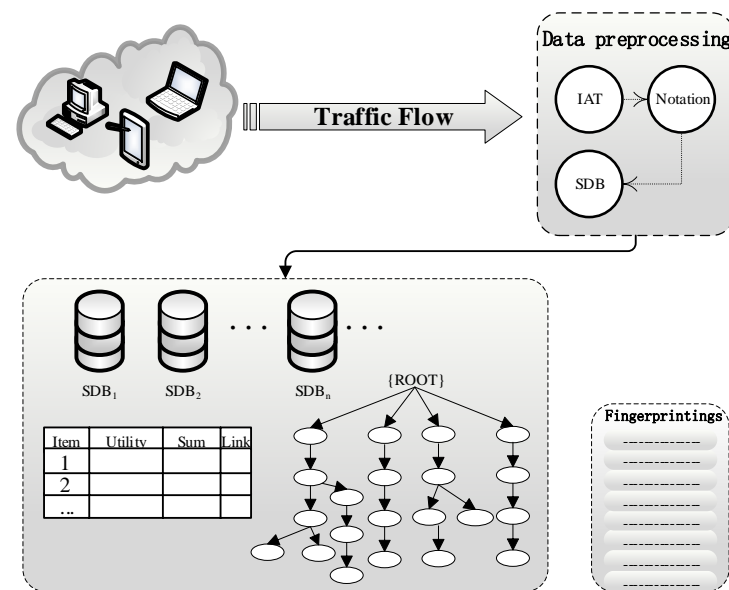 Data preprocessing
Traffic Flow
IAT
Notation
SDB
SDB1
SDB2
...
SDBn
...
{ROOT}
Item Utility Sum Link
1
2
...
Fingerprintings